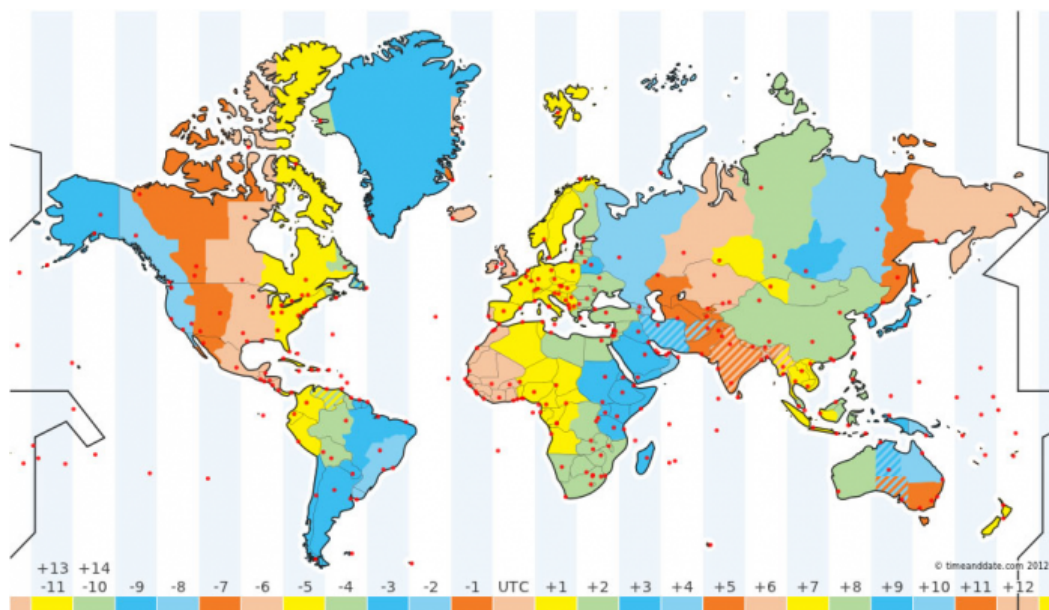 © timeanddate.com 2012
+13 +14
-11 -10 -9 -8 -7 -6 -5 -4 -3 -2 -1 UTC +1 +2 +3 +4 +5 +6 +7 +8 +9 +10 +11 +12